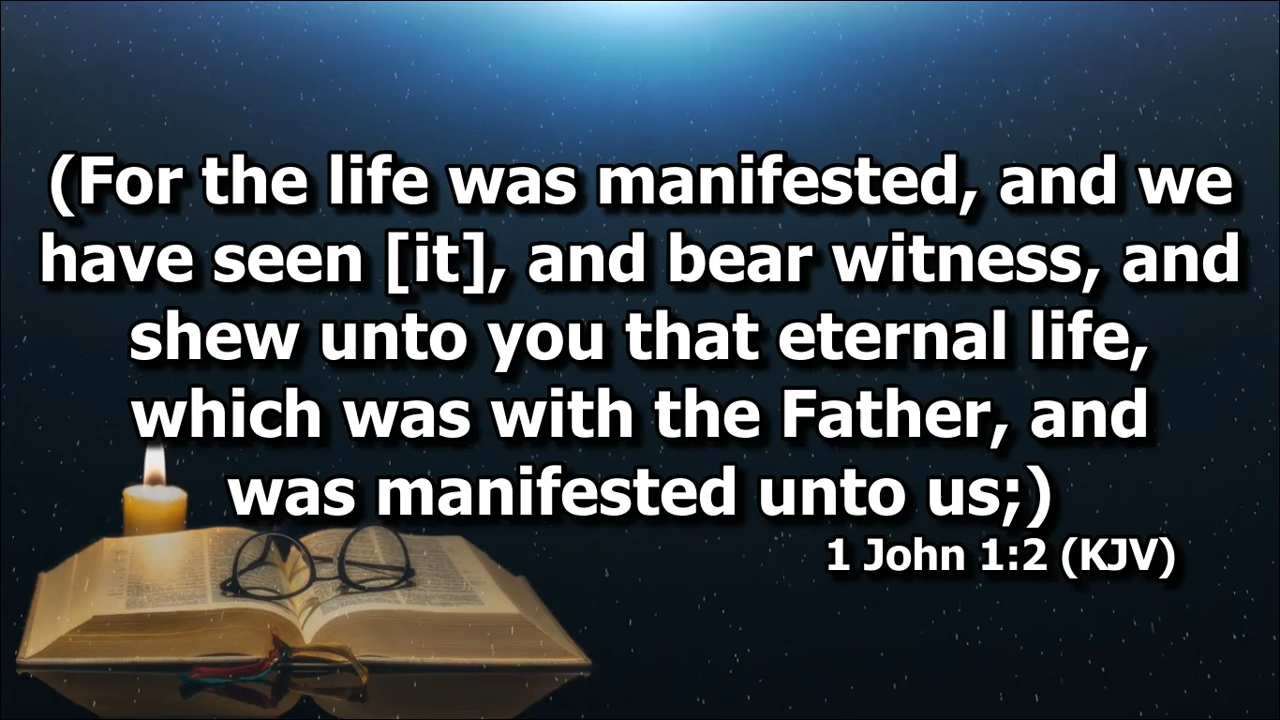 (For the life was manifested, and we
have seen [it], and bear witness, and
shew unto you that eternal life,
which was with the Father, and
was manifested unto us;)
1 John 1:2 (KJV)